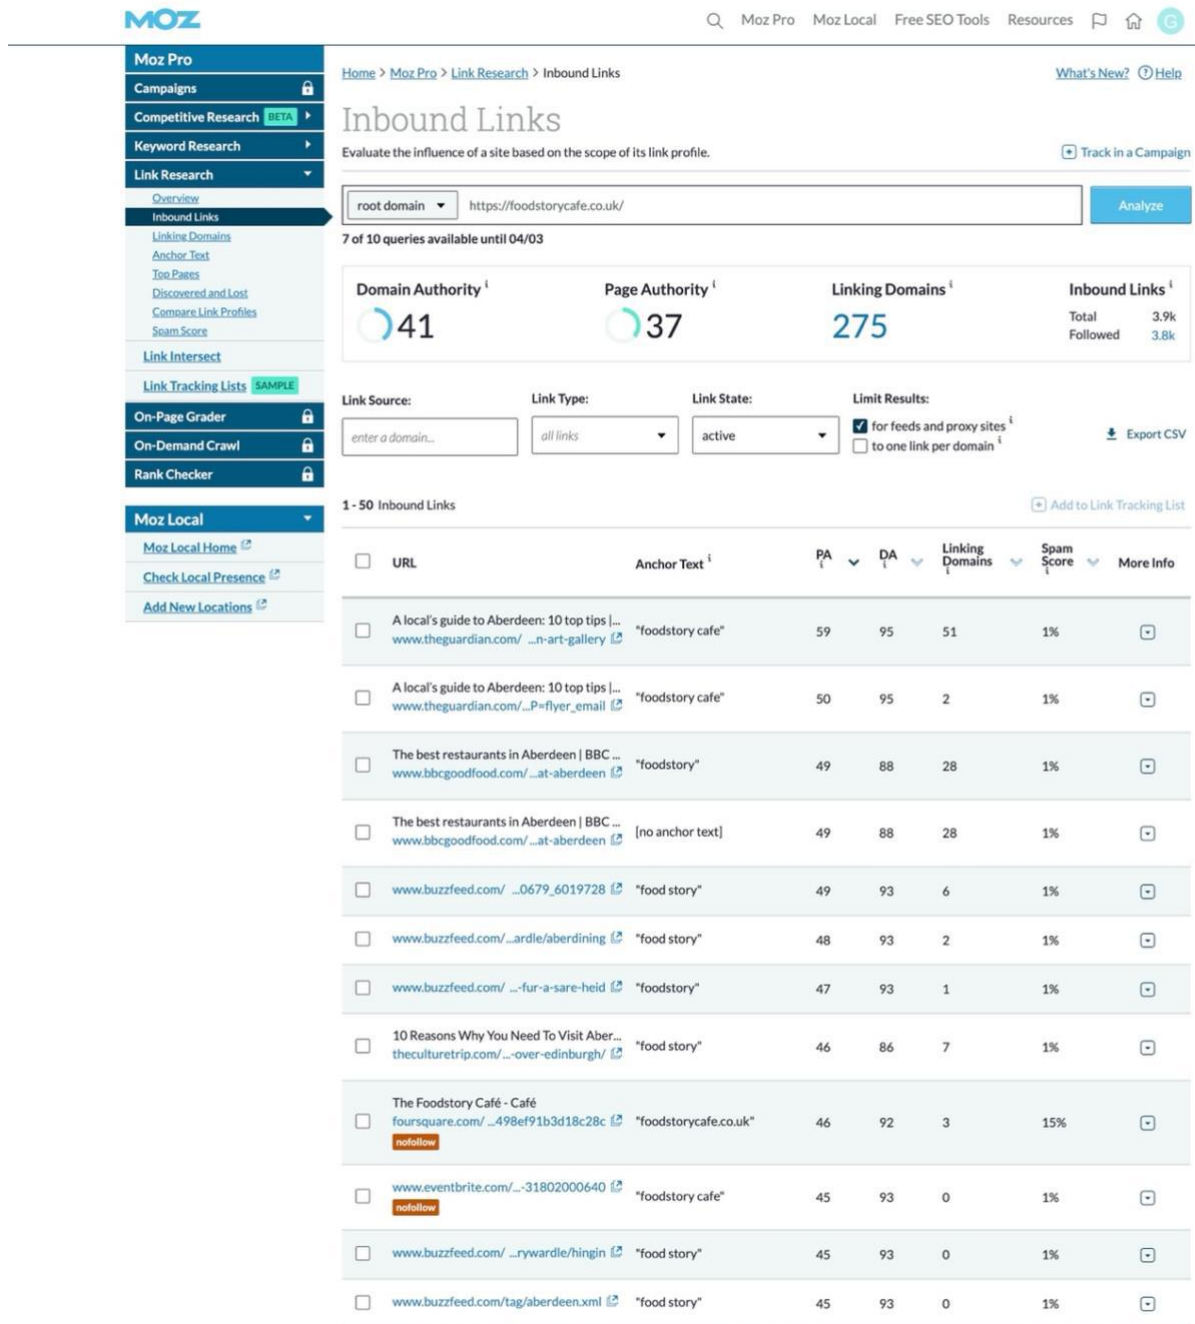 MOZ
Moz Pro Moz Local Free SEO Tools Resources G
Moz Pro
Campaigns
Competitive Research BETA
Keyword Research
Link Research
Overview
Inbound Links
Linking Domains
Anchor Text
Top Pages
Discovered and Lost
Compare Link Profiles
Spam Score
Link Intersect
Link Tracking Lists SAMPLE
On-Page Grader
On-Demand Crawl
Rank Checker
Moz Local
Moz Local Home
Check Local Presence
Add New Locations
Home > Moz Pro > Link Research > Inbound Links
What's New? ? Help
Inbound Links
Evaluate the influence of a site based on the scope of its link profile.
Track in a Campaign
root domain https://foodstorycafe.co.uk/ Analyze
7 of 10 queries available until 04/03
Domain Authority i Page Authority i Linking Domains i Inbound Links i
41 37 275
Total 3.9k
Followed 3.8k
Link Source: Link Type: Link State: Limit Results:
enter a domain... all links active
for feeds and proxy sites i
to one link per domain i
Export CSV
1 - 50 Inbound Links
Add to Link Tracking List
URL Anchor Text i PA i DA i Linking Domains i Spam Score i More Info
A local's guide to Aberdeen: 10 top tips |...
www.theguardian.com/ ...n-art-gallery "foodstory cafe" 59 95 51 1%
A local's guide to Aberdeen: 10 top tips |...
www.theguardian.com/...P=flyer_email "foodstory cafe" 50 95 2 1%
The best restaurants in Aberdeen | BBC ...
www.bbcgoodfood.com/...at-aberdeen "foodstory" 49 88 28 1%
The best restaurants in Aberdeen | BBC ...
www.bbcgoodfood.com/...at-aberdeen [no anchor text] 49 88 28 1%
www.buzzfeed.com/ ...0679_6019728 "food story" 49 93 6 1%
www.buzzfeed.com/...ardle/aberdining "food story" 48 93 2 1%
www.buzzfeed.com/ ...-fur-a-sare-heid "foodstory" 47 93 1 1%
10 Reasons Why You Need To Visit Aber...
theculturetrip.com/...-over-edinburgh/ "food story" 46 86 7 1%
The Foodstory Café - Café
foursquare.com/ ...498ef91b3d18c28c "foodstorycafe.co.uk" 46 92 3 15%
nofollow
www.eventbrite.com/...-31802000640 "foodstory cafe" 45 93 0 1%
nofollow
www.buzzfeed.com/ ...rywardle/hingin "food story" 45 93 0 1%
www.buzzfeed.com/tag/aberdeen.xml "food story" 45 93 0 1%